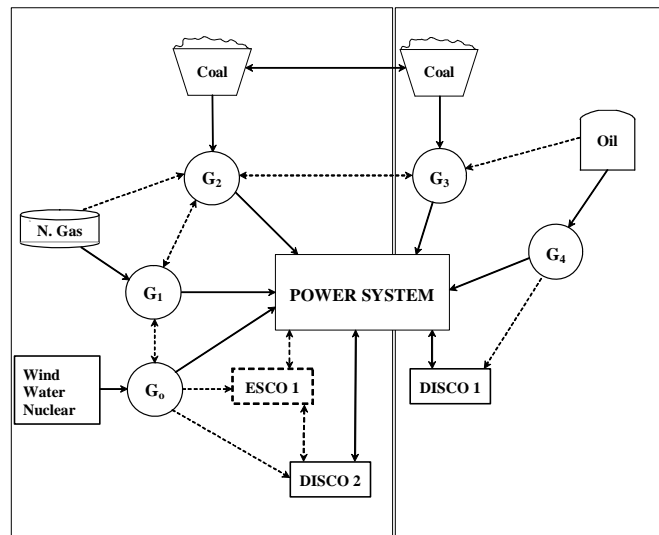 Coal
Coal
Oil
G2
G3
N. Gas
G4
G1
POWER SYSTEM
Wind
Water
Nuclear
Go
ESCO 1
DISCO 1
DISCO 2